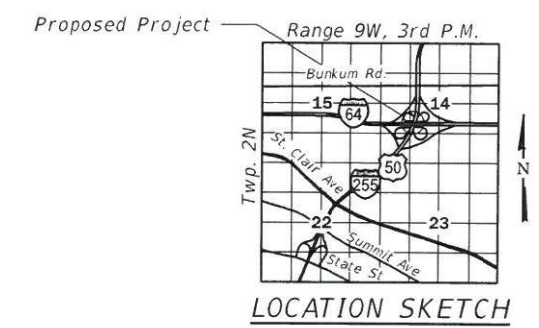 Proposed Project
Range 9W, 3rd P.M.
Bunkum Rd.
15
64
14
Twp. 2N
St. Clair Ave
50
255
N
22
23
Summit Ave
State St
LOCATION SKETCH